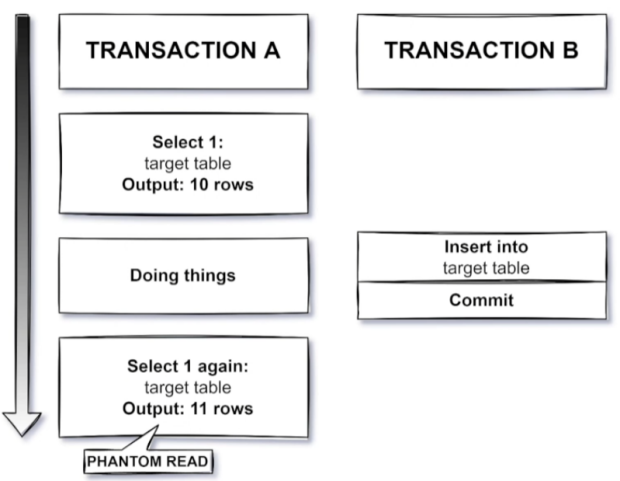 TRANSACTION A
TRANSACTION B
Select 1:
target table
Output: 10 rows
Doing things
Insert into
target table
Commit
Select 1 again:
target table
Output: 11 rows
PHANTOM READ